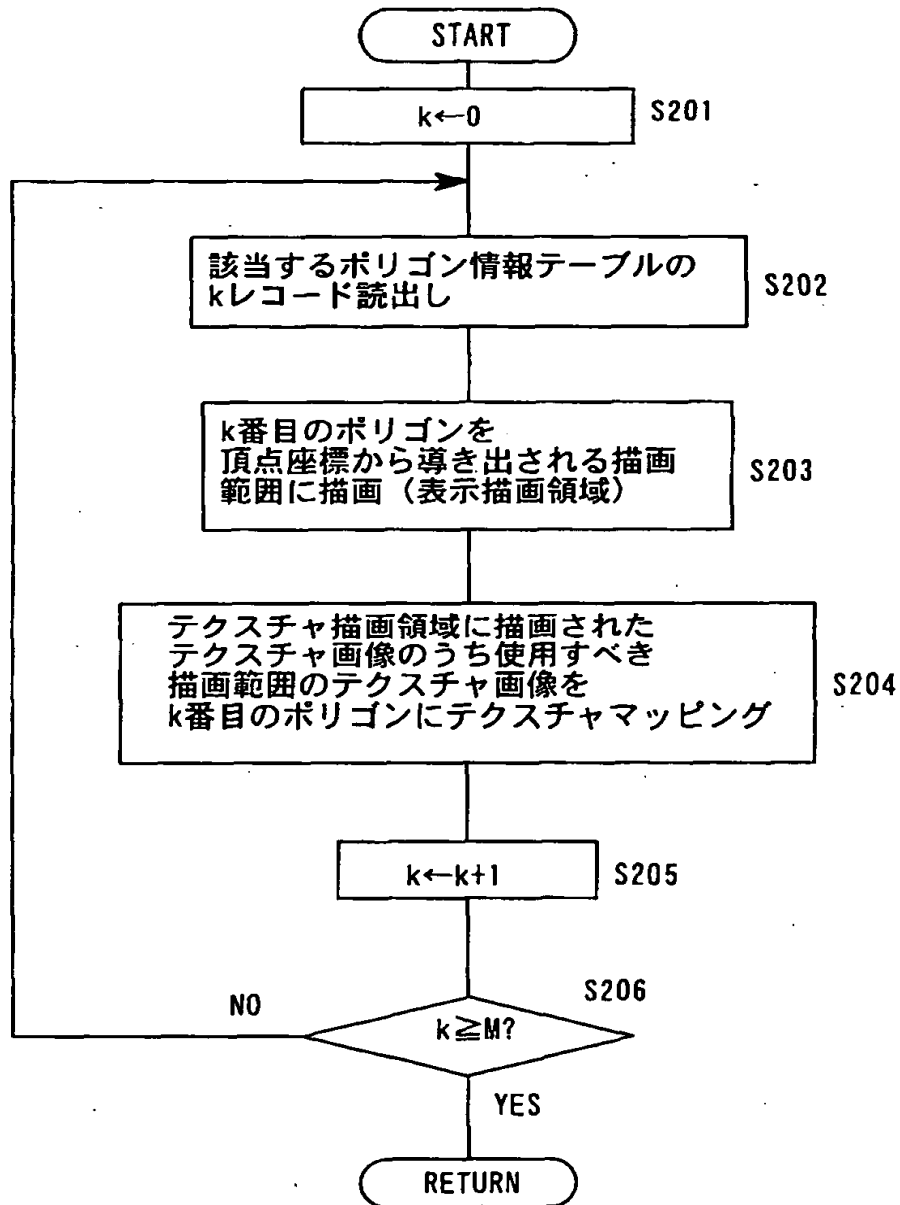 START
k←0
S201
該当するポリゴン情報テーブルの
kレコード読出し
S202
k番目のポリゴンを
頂点座標から導き出される描画
範囲に描画（表示描画領域）
S203
テクスチャ描画領域に描画された
テクスチャ画像のうち使用すべき
描画範囲のテクスチャ画像を
k番目のポリゴンにテクスチャマッピング
S204
k←k+1
S205
S206
NO
k≧M?
YES
RETURN